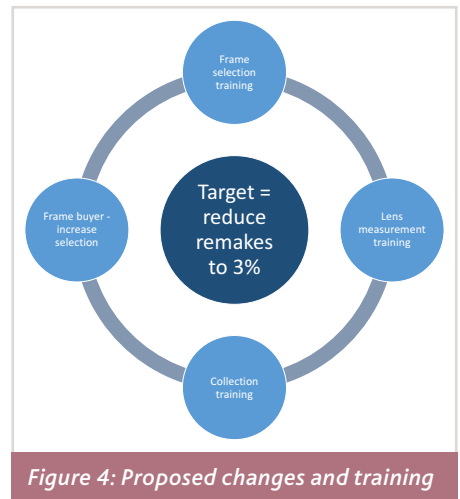 Frame
selection
training
Target =
reduce
remakes
to 3%
Frame buyer -
increase
selection
Lens
measurement
training
Collection
training
Figure 4: Proposed changes and training